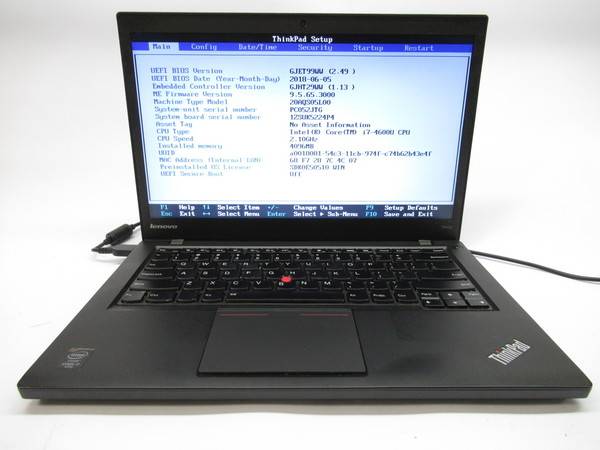 ThinkPad Setup
Main Config Date/Time Security Startup Restart
UEFI BIOS Version GJET99WW (2.49 )
UEFI BIOS Date (Year-Month-Day) 2018-06-05
Embedded Controller Version GJHT29WW (1.13 )
ME Firmware Version 9.5.65.3000
Machine Type Model 20AQS05L00
System-unit serial number PC052JTG
System board serial number
Asset Tag No Asset Information
CPU Type Intel(R) Core(TM) i7-4600U CPU
CPU Speed 2.10GHz
Installed memory 4096MB
UUID
MAC Address (Internal LAN)
Preinstalled OS License WIN
UEFI Secure Boot Off
F1 Help ↑↓ Select Item -/+ Change Values F9 Setup Defaults
Esc Exit ↔ Select Menu Enter Select ▶ Sub-Menu F10 Save and Exit
lenovo
ThinkPad